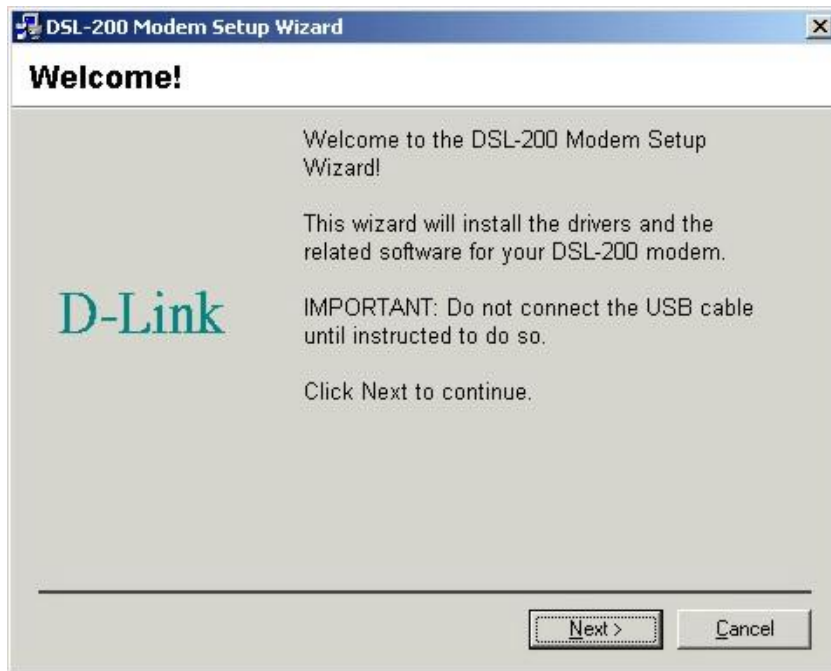 DSL-200 Modem Setup Wizard
Welcome!
Welcome to the DSL-200 Modem Setup
Wizard!
This wizard will install the drivers and the
related software for your DSL-200 modem.
D-Link
IMPORTANT: Do not connect the USB cable
until instructed to do so.
Click Next to continue.
Next >
Cancel